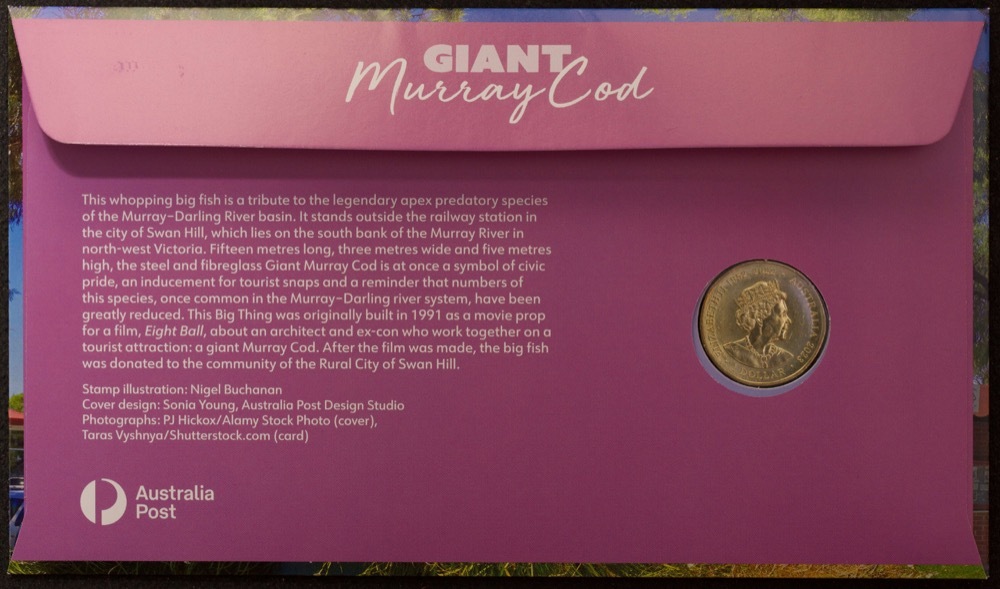 GIANT
Murray Cod
This whopping big fish is a tribute to the legendary apex predatory species
of the Murray–Darling River basin. It stands outside the railway station in
the city of Swan Hill, which lies on the south bank of the Murray River in
north-west Victoria. Fifteen metres long, three metres wide and five metres
high, the steel and fibreglass Giant Murray Cod is at once a symbol of civic
pride, an inducement for tourist snaps and a reminder that numbers of
this species, once common in the Murray–Darling river system, have been
greatly reduced. This Big Thing was originally built in 1991 as a movie prop
for a film, Eight Ball, about an architect and ex-con who work together on a
tourist attraction: a giant Murray Cod. After the film was made, the big fish
was donated to the community of the Rural City of Swan Hill.
Stamp illustration: Nigel Buchanan
Cover design: Sonia Young, Australia Post Design Studio
Photographs: PJ Hickox/Alamy Stock Photo (cover),
Taras Vyshnya/Shutterstock.com (card)
Australia
Post
AUSTRALIA 2023
DOLLAR